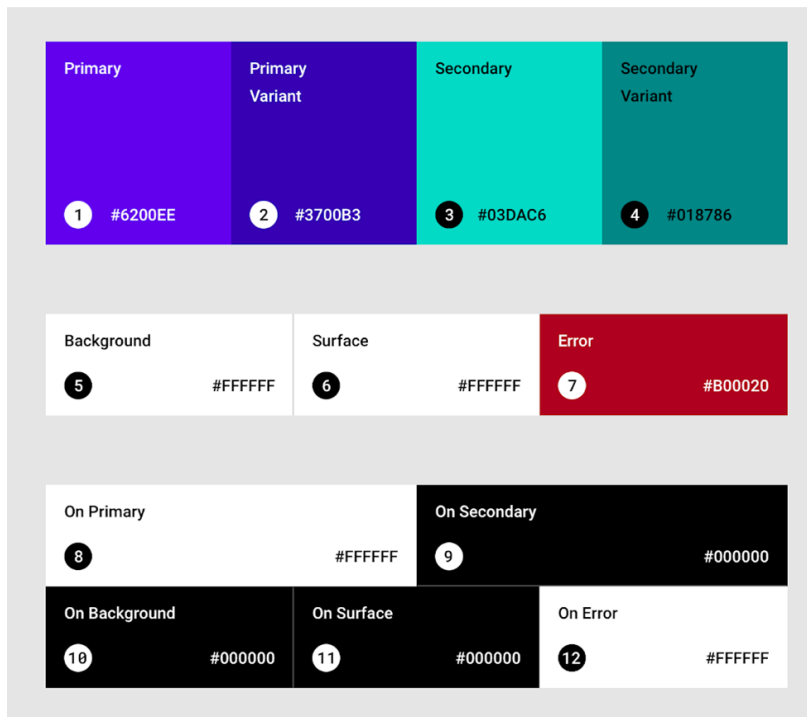 Primary
Primary
Variant
Secondary
Secondary
Variant
1 #6200EE
2 #3700B3
3 #03DAC6
4 #018786
Background
Surface
Error
5 #FFFFFF
6 #FFFFFF
7 #B00020
On Primary
On Secondary
8 #FFFFFF
9 #000000
On Background
On Surface
On Error
10 #000000
11 #000000
12 #FFFFFF